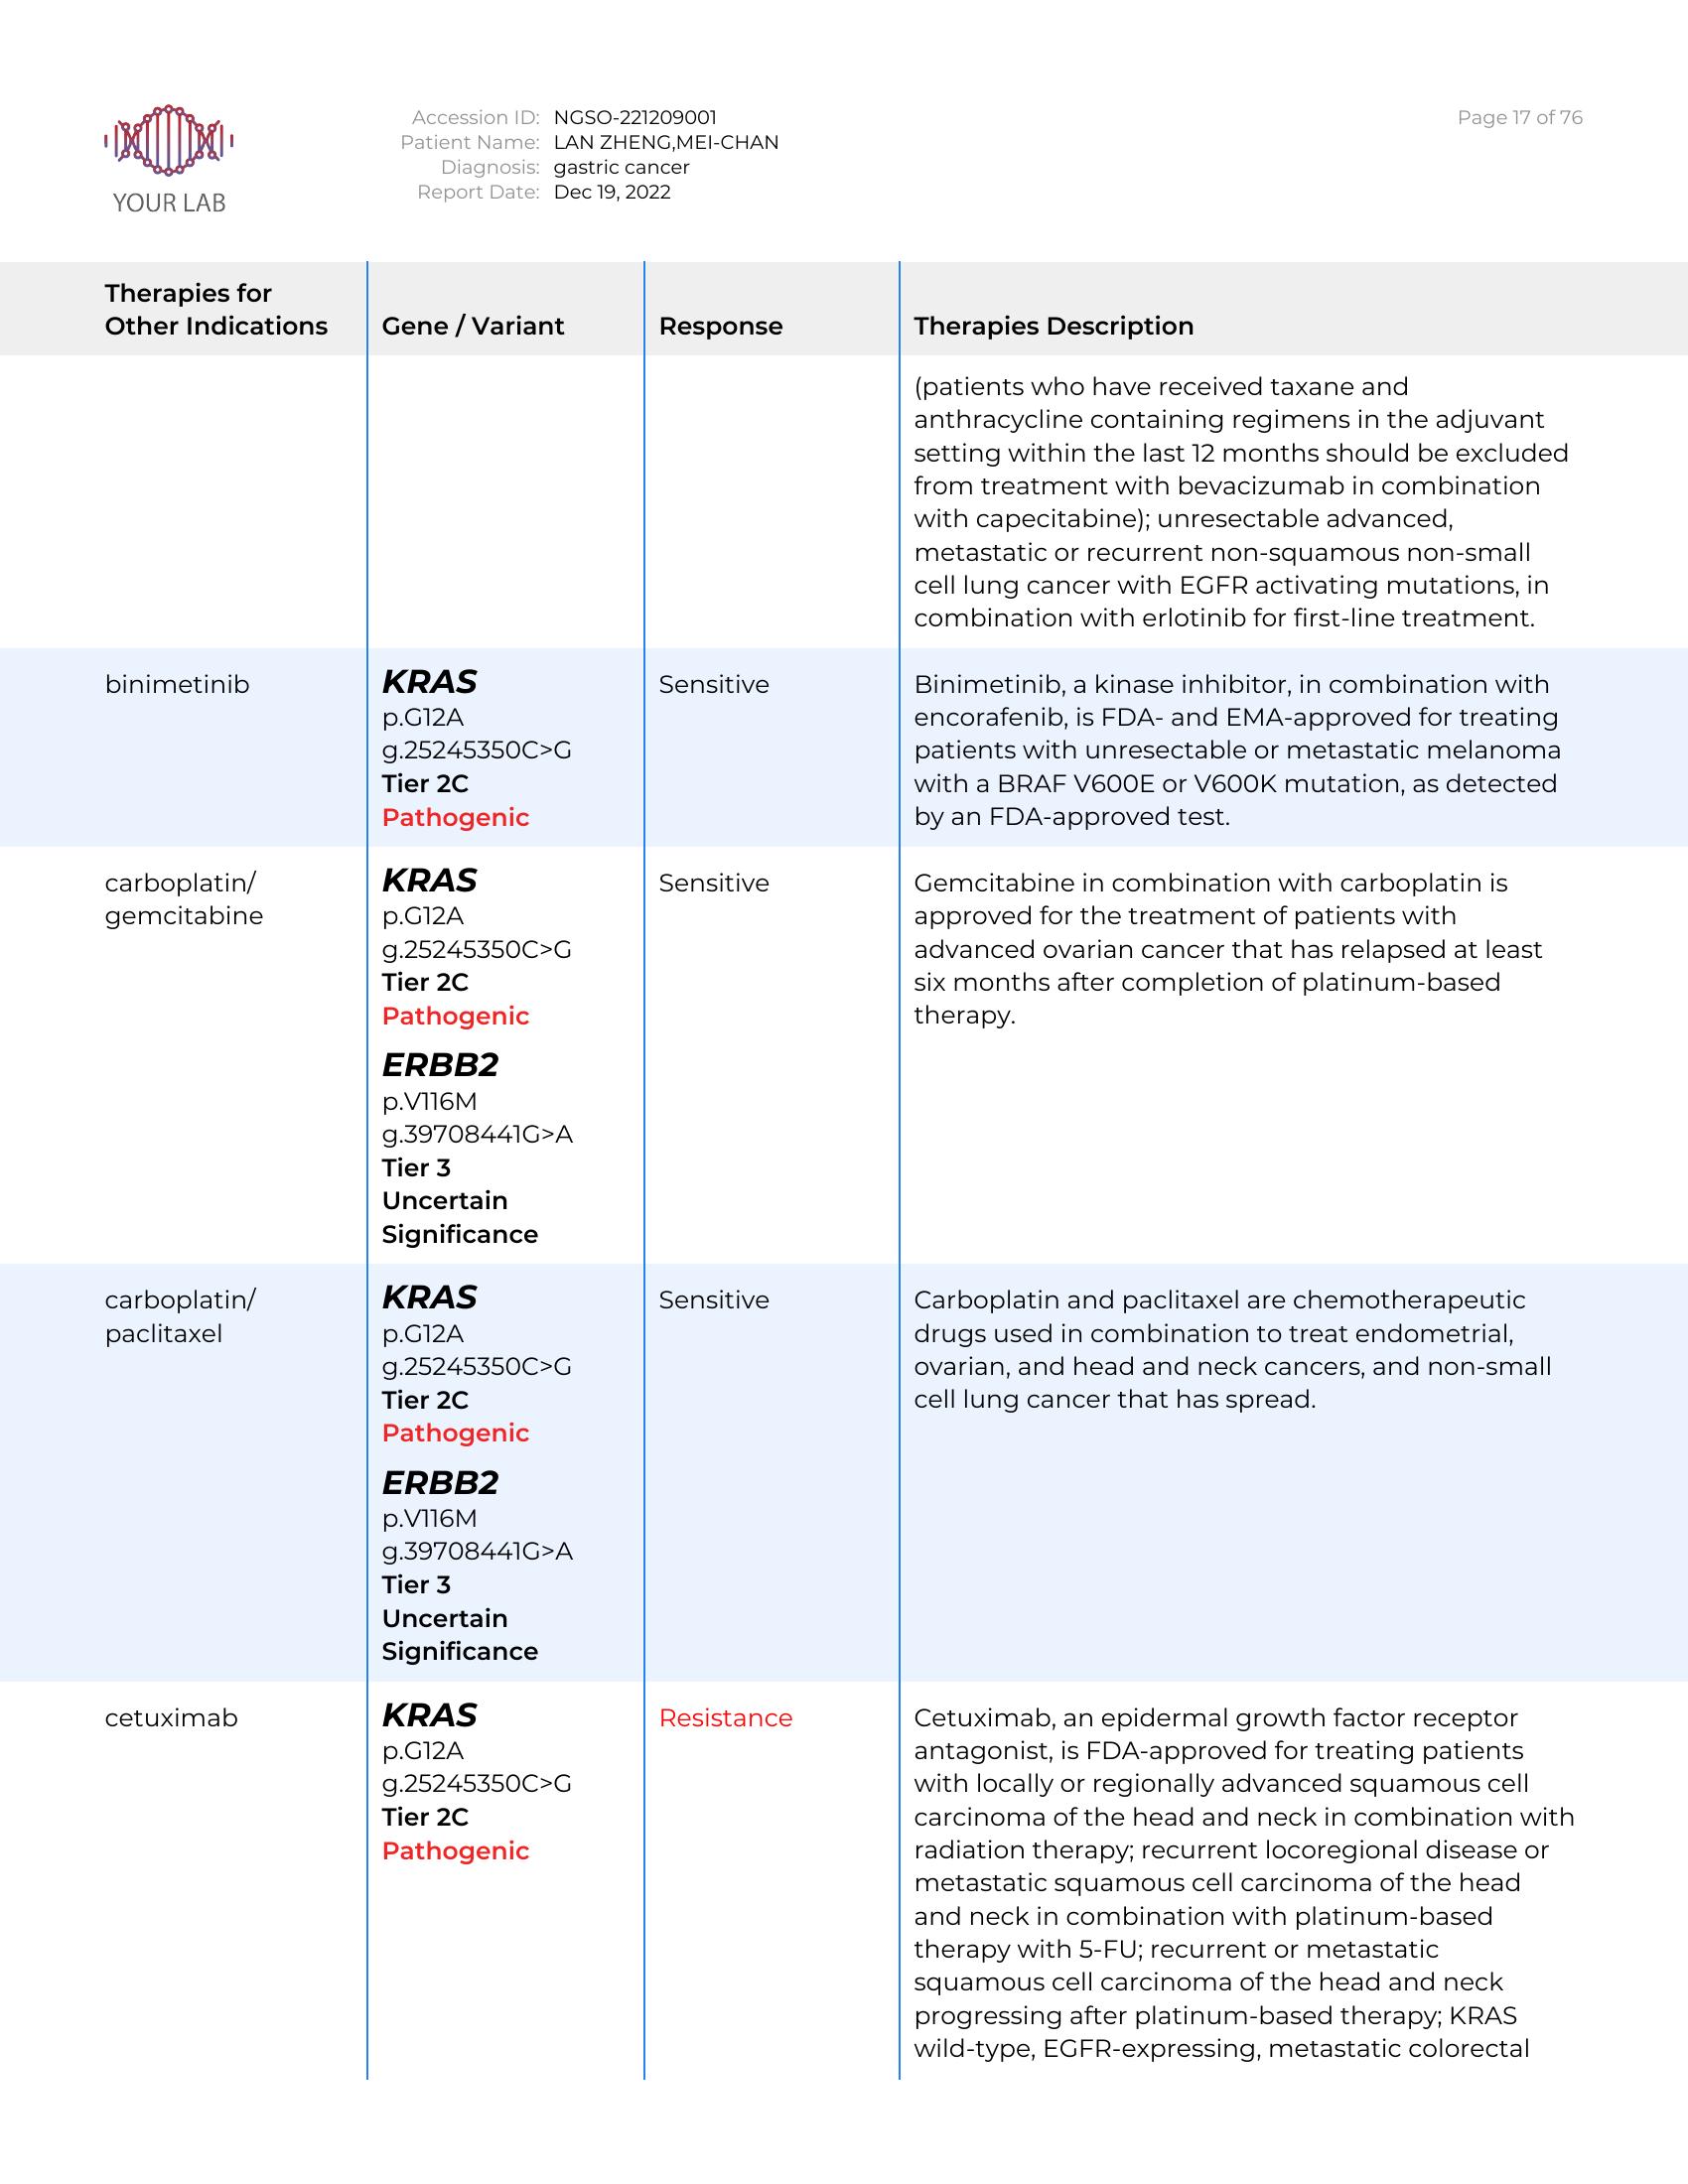 YOUR LAB
Accession ID: NGSO-221209001
Patient Name: LAN ZHENG,MEI-CHAN
Diagnosis: gastric cancer
Report Date: Dec 19, 2022
Page 17 of 76
Therapies for
Other Indications
Gene / Variant
Response
Therapies Description
(patients who have received taxane and
anthracycline containing regimens in the adjuvant
setting within the last 12 months should be excluded
from treatment with bevacizumab in combination
with capecitabine); unresectable advanced,
metastatic or recurrent non-squamous non-small
cell lung cancer with EGFR activating mutations, in
combination with erlotinib for first-line treatment.
binimetinib
KRAS
p.G12A
g.25245350C>G
Tier 2C
Pathogenic
Sensitive
Binimetinib, a kinase inhibitor, in combination with
encorafenib, is FDA- and EMA-approved for treating
patients with unresectable or metastatic melanoma
with a BRAF V600E or V600K mutation, as detected
by an FDA-approved test.
carboplatin/
gemcitabine
KRAS
p.G12A
g.25245350C>G
Tier 2C
Pathogenic
ERBB2
p.V116M
g.39708441G>A
Tier 3
Uncertain
Significance
Sensitive
Gemcitabine in combination with carboplatin is
approved for the treatment of patients with
advanced ovarian cancer that has relapsed at least
six months after completion of platinum-based
therapy.
carboplatin/
paclitaxel
KRAS
p.G12A
g.25245350C>G
Tier 2C
Pathogenic
ERBB2
p.V116M
g.39708441G>A
Tier 3
Uncertain
Significance
Sensitive
Carboplatin and paclitaxel are chemotherapeutic
drugs used in combination to treat endometrial,
ovarian, and head and neck cancers, and non-small
cell lung cancer that has spread.
cetuximab
KRAS
p.G12A
g.25245350C>G
Tier 2C
Pathogenic
Resistance
Cetuximab, an epidermal growth factor receptor
antagonist, is FDA-approved for treating patients
with locally or regionally advanced squamous cell
carcinoma of the head and neck in combination with
radiation therapy; recurrent locoregional disease or
metastatic squamous cell carcinoma of the head
and neck in combination with platinum-based
therapy with 5-FU; recurrent or metastatic
squamous cell carcinoma of the head and neck
progressing after platinum-based therapy; KRAS
wild-type, EGFR-expressing, metastatic colorectal